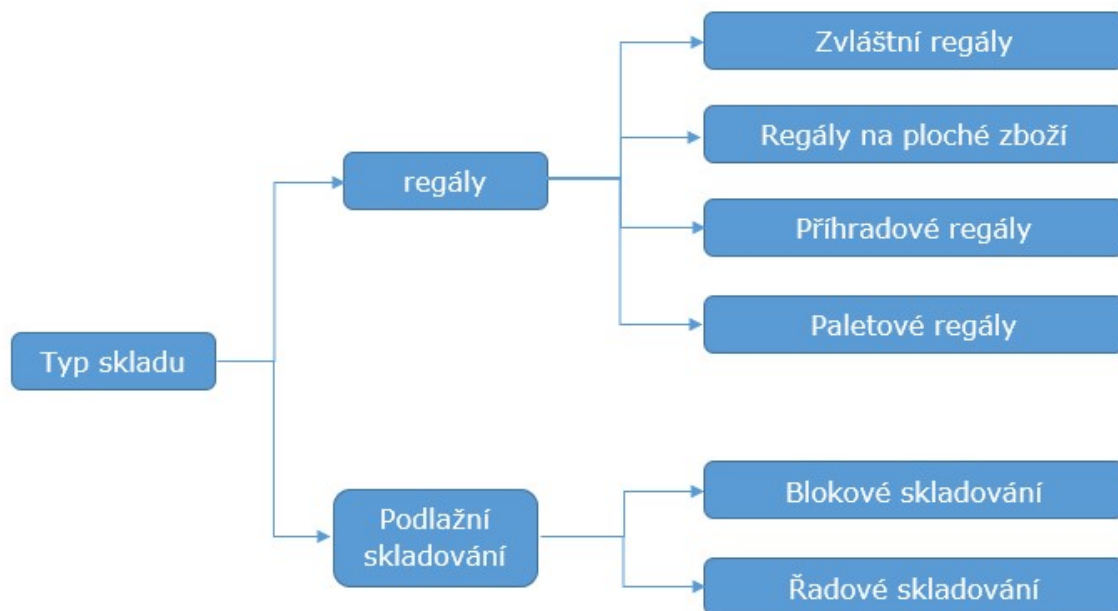 Zvláštní regály
Regály na ploché zboží
regály
Příhradové regály
Paletové regály
Typ skladu
Blokové skladování
Podlažní
skladování
Řadové skladování